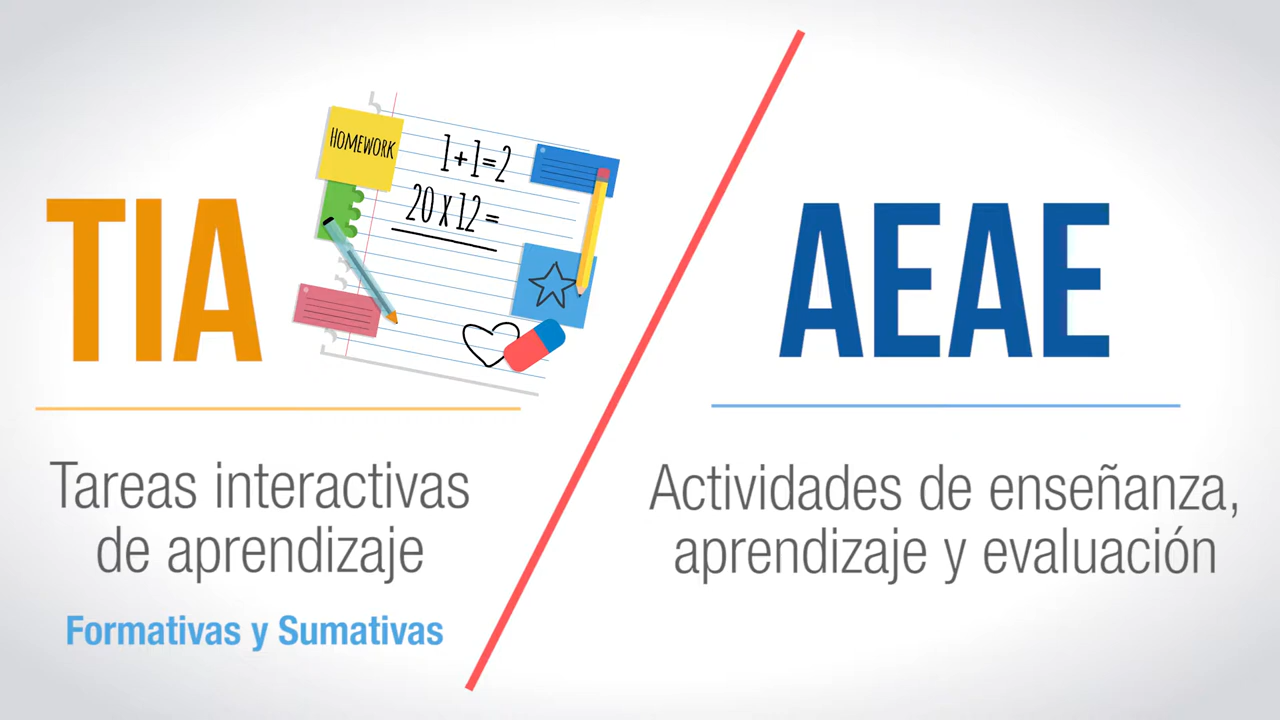 TIA
HOMEWORK
1+1=2
20 x 12 =
Tareas interactivas
de aprendizaje
Formativas y Sumativas
AEAE
Actividades de enseñanza,
aprendizaje y evaluación